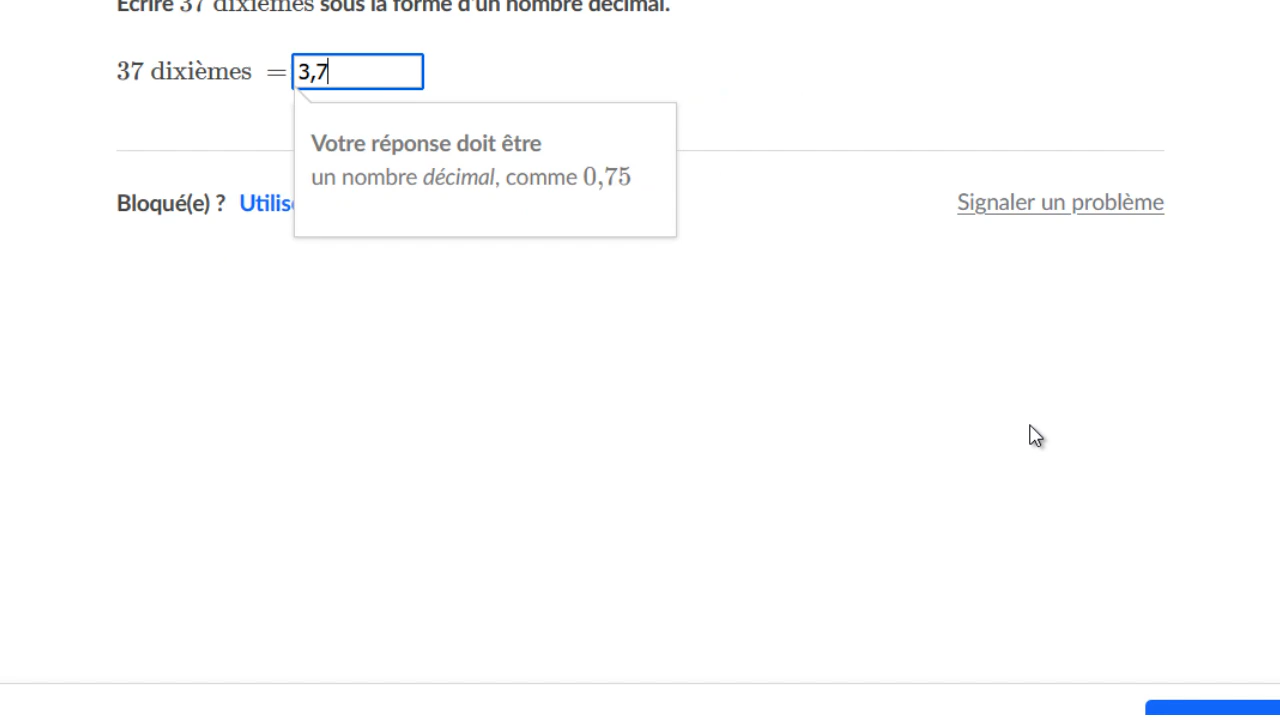 Écrire 37 dixièmes sous la forme d'un nombre décimal.
37 dixièmes = 3,7
Votre réponse doit être
un nombre décimal, comme 0,75
Bloqué(e) ? Utilis
Signaler un problème